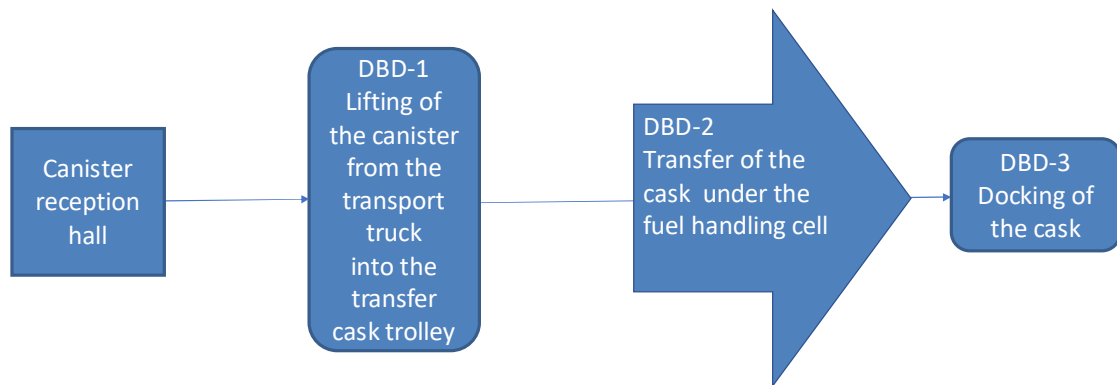 Canister
reception
hall
DBD-1
Lifting of
the canister
from the
transport
truck
into the
transfer
cask trolley
DBD-2
Transfer of the
cask  under the
fuel handling cell
DBD-3
Docking of
the cask